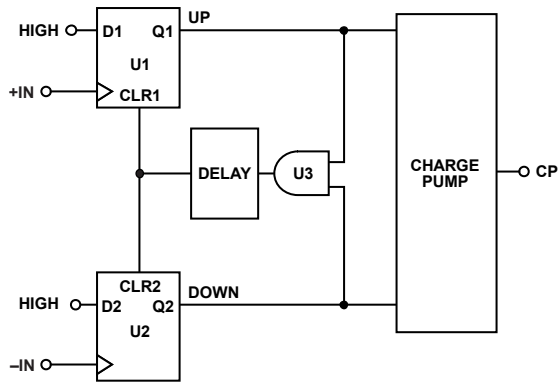 UP
HIGH
D1
Q1
U1
+IN
CLR1
DELAY
U3
CHARGE
PUMP
CP
CLR2
DOWN
HIGH
D2
Q2
U2
–IN